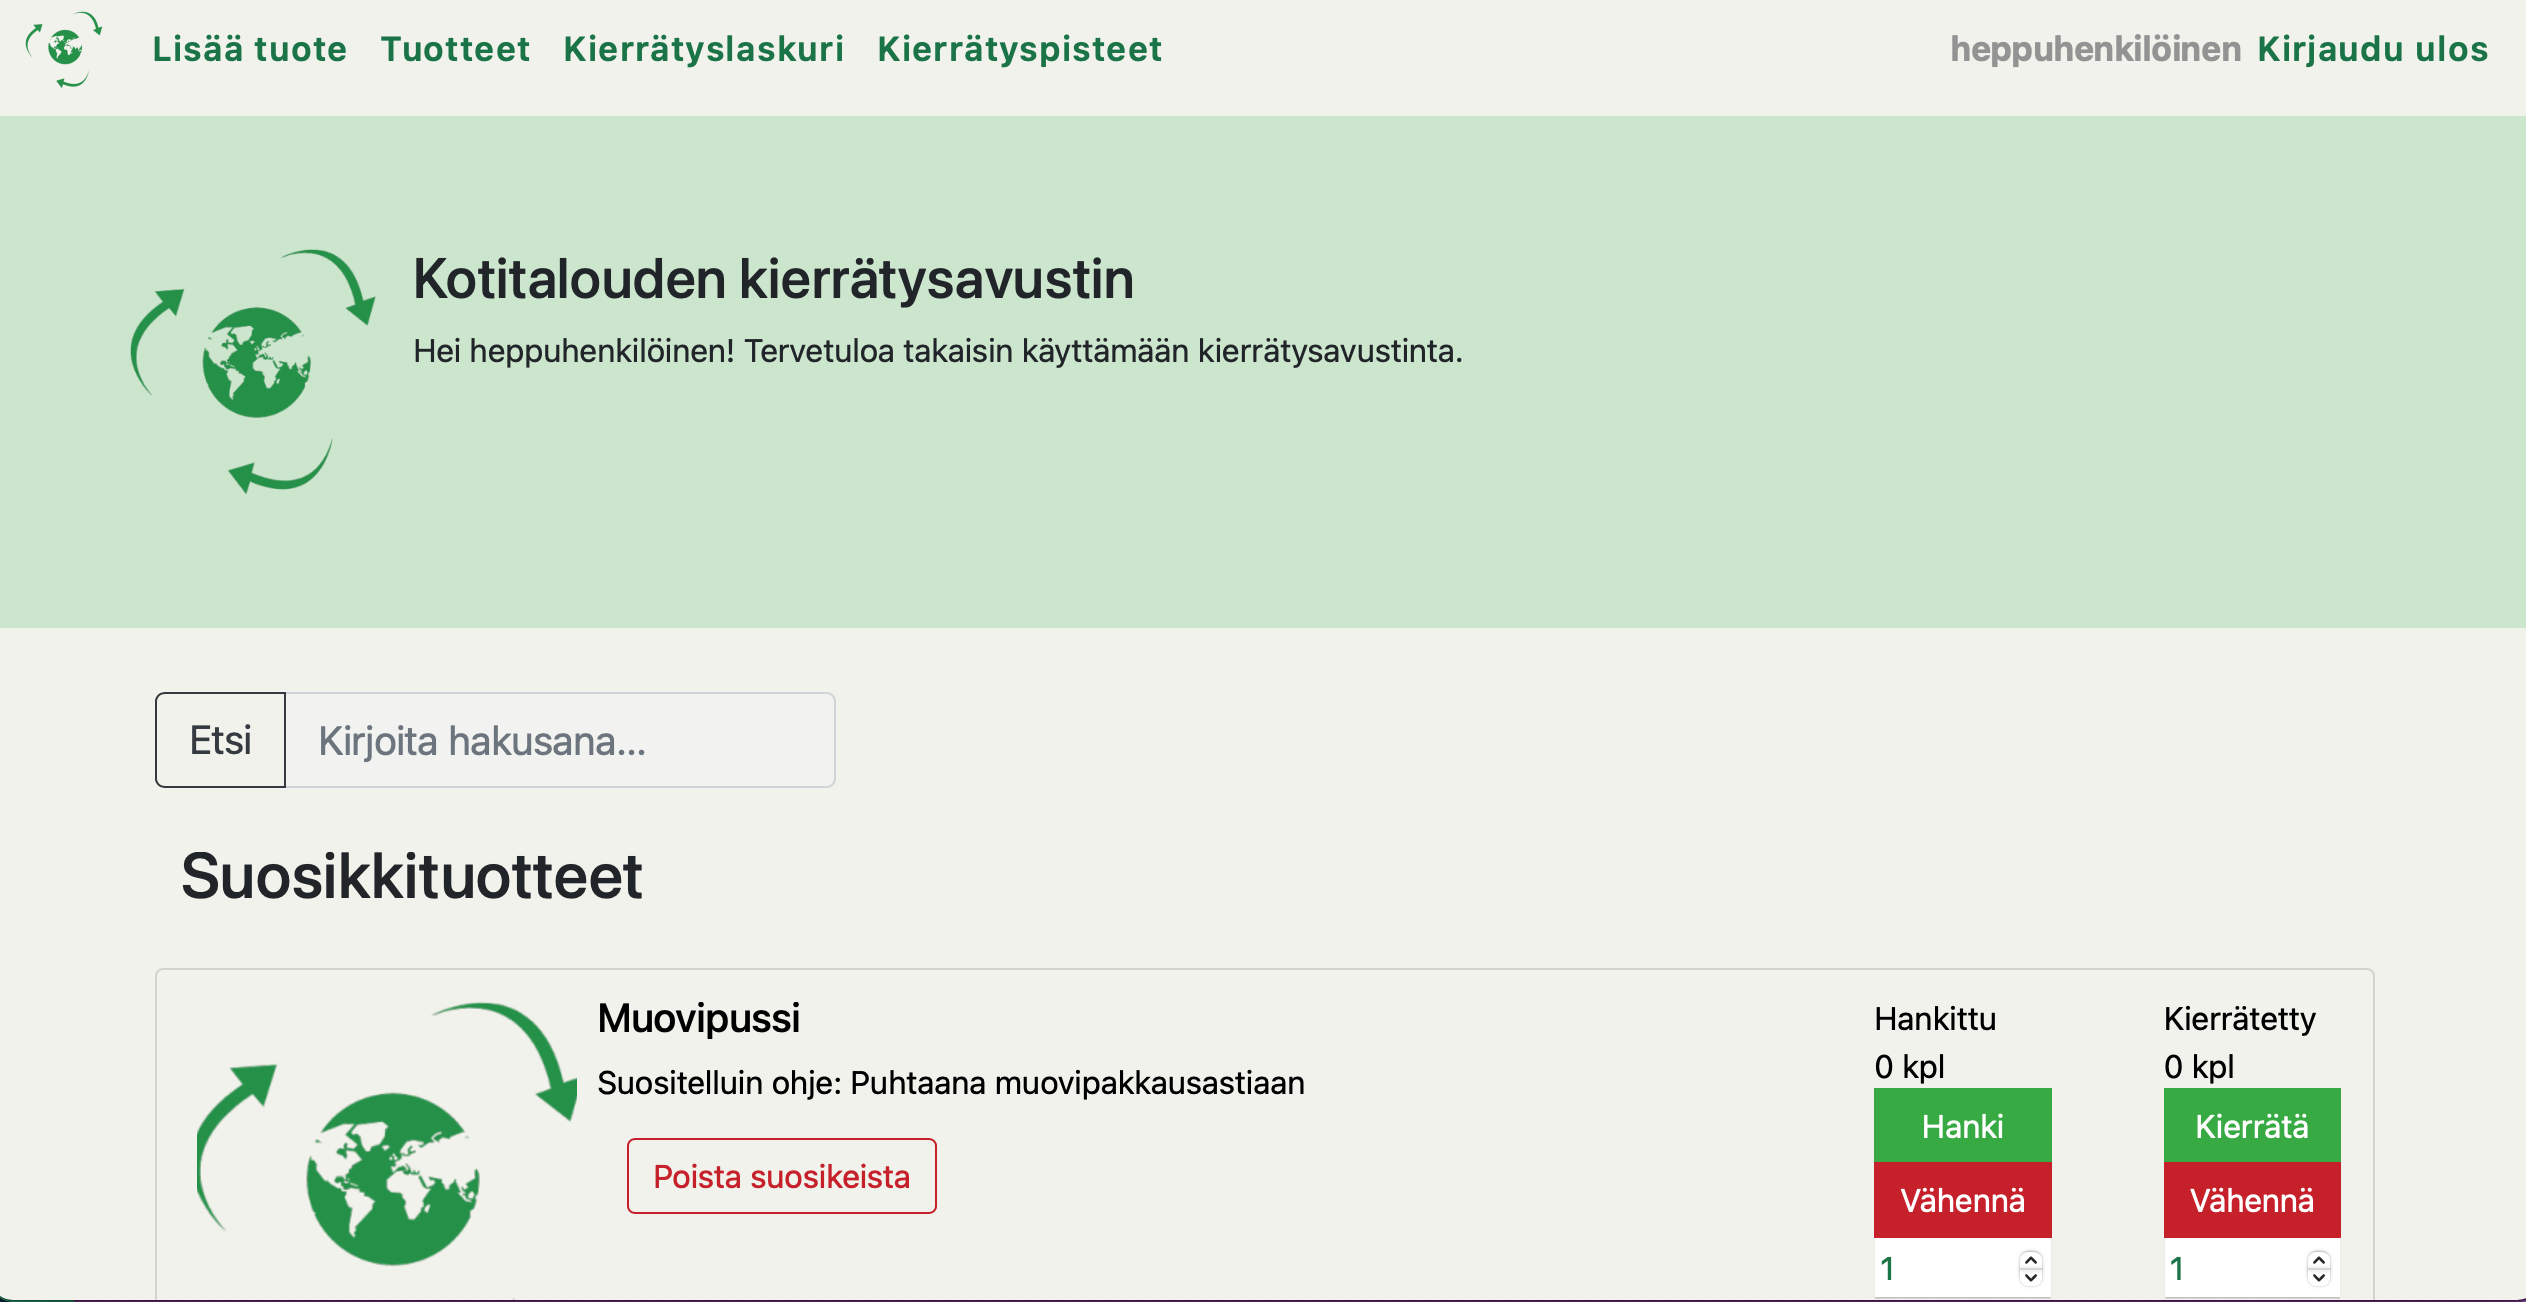 Lisää tuote Tuotteet Kierrätyslaskuri Kierrätyspisteet heppuhenkilöinen Kirjaudu ulos
Kotitalouden kierrätysavustin
Hei heppuhenkilöinen! Tervetuloa takaisin käyttämään kierrätysavustinta.
Etsi Kirjoita hakusana...
Suosikkituotteet
Muovipussi
Suositelluin ohje: Puhtaana muovipakkausastiaan
Poista suosikeista
Hankittu
0 kpl
Hanki
Vähennä
1
Kierrätetty
0 kpl
Kierrätä
Vähennä
1